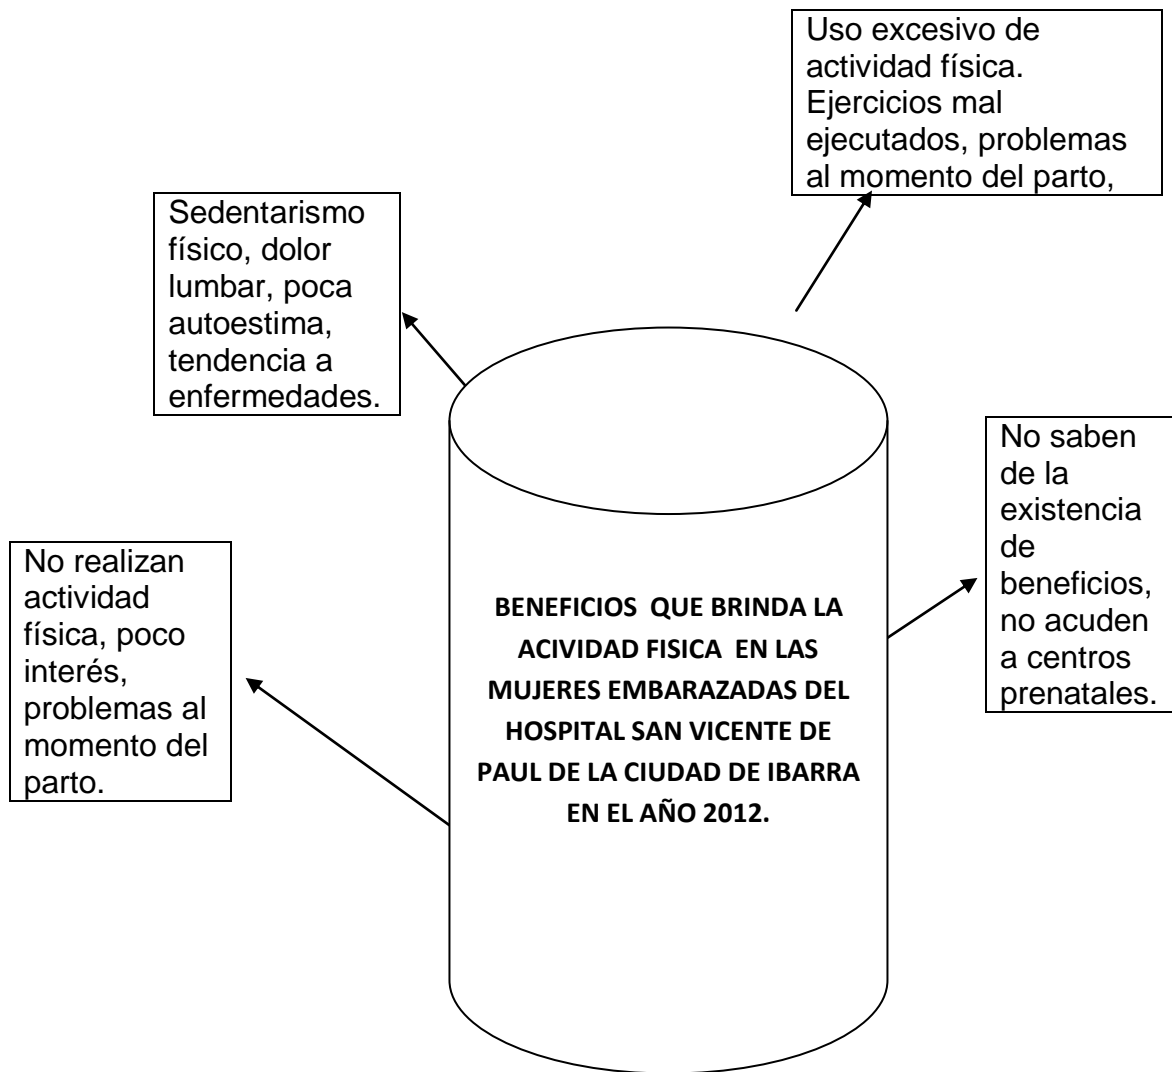 Uso excesivo de
actividad física.
Ejercicios mal
ejecutados, problemas
al momento del parto,
Sedentarismo
físico, dolor
lumbar, poca
autoestima,
tendencia a
enfermedades.
No saben
de la
existencia
de
beneficios,
no acuden
a centros
prenatales.
No realizan
actividad
física, poco
interés,
problemas al
momento del
parto.
BENEFICIOS QUE BRINDA LA
ACIVIDAD FISICA EN LAS
MUJERES EMBARAZADAS DEL
HOSPITAL SAN VICENTE DE
PAUL DE LA CIUDAD DE IBARRA
EN EL AÑO 2012.